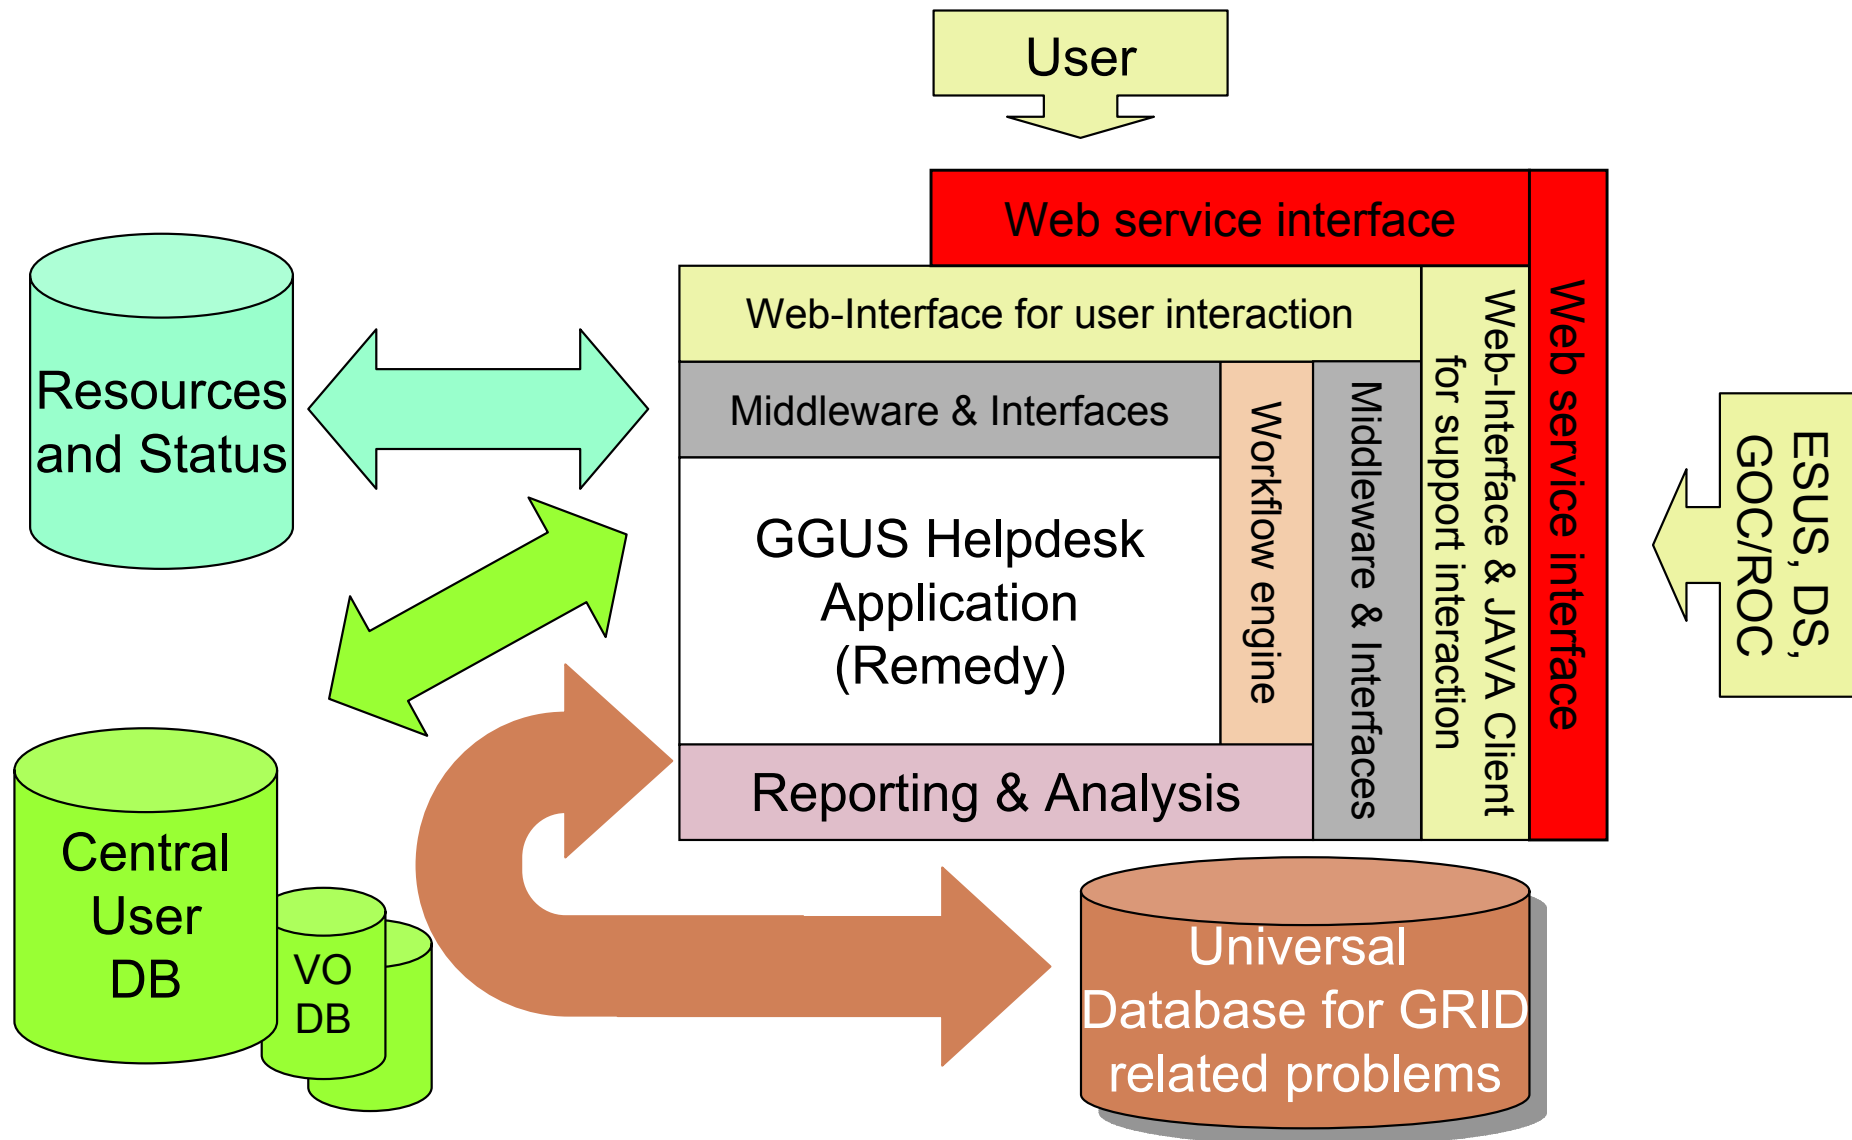 User
Web service interface
Web-Interface for user interaction
Middleware & Interfaces
GGUS Helpdesk
Application
(Remedy)
Workflow engine
Middleware & Interfaces
Web-Interface & JAVA Client
for support interaction
Web service interface
Reporting & Analysis
ESUS, DS,
GOC/ROC
Resources
and Status
Central
User
DB
VO
DB
Universal
Database for GRID
related problems